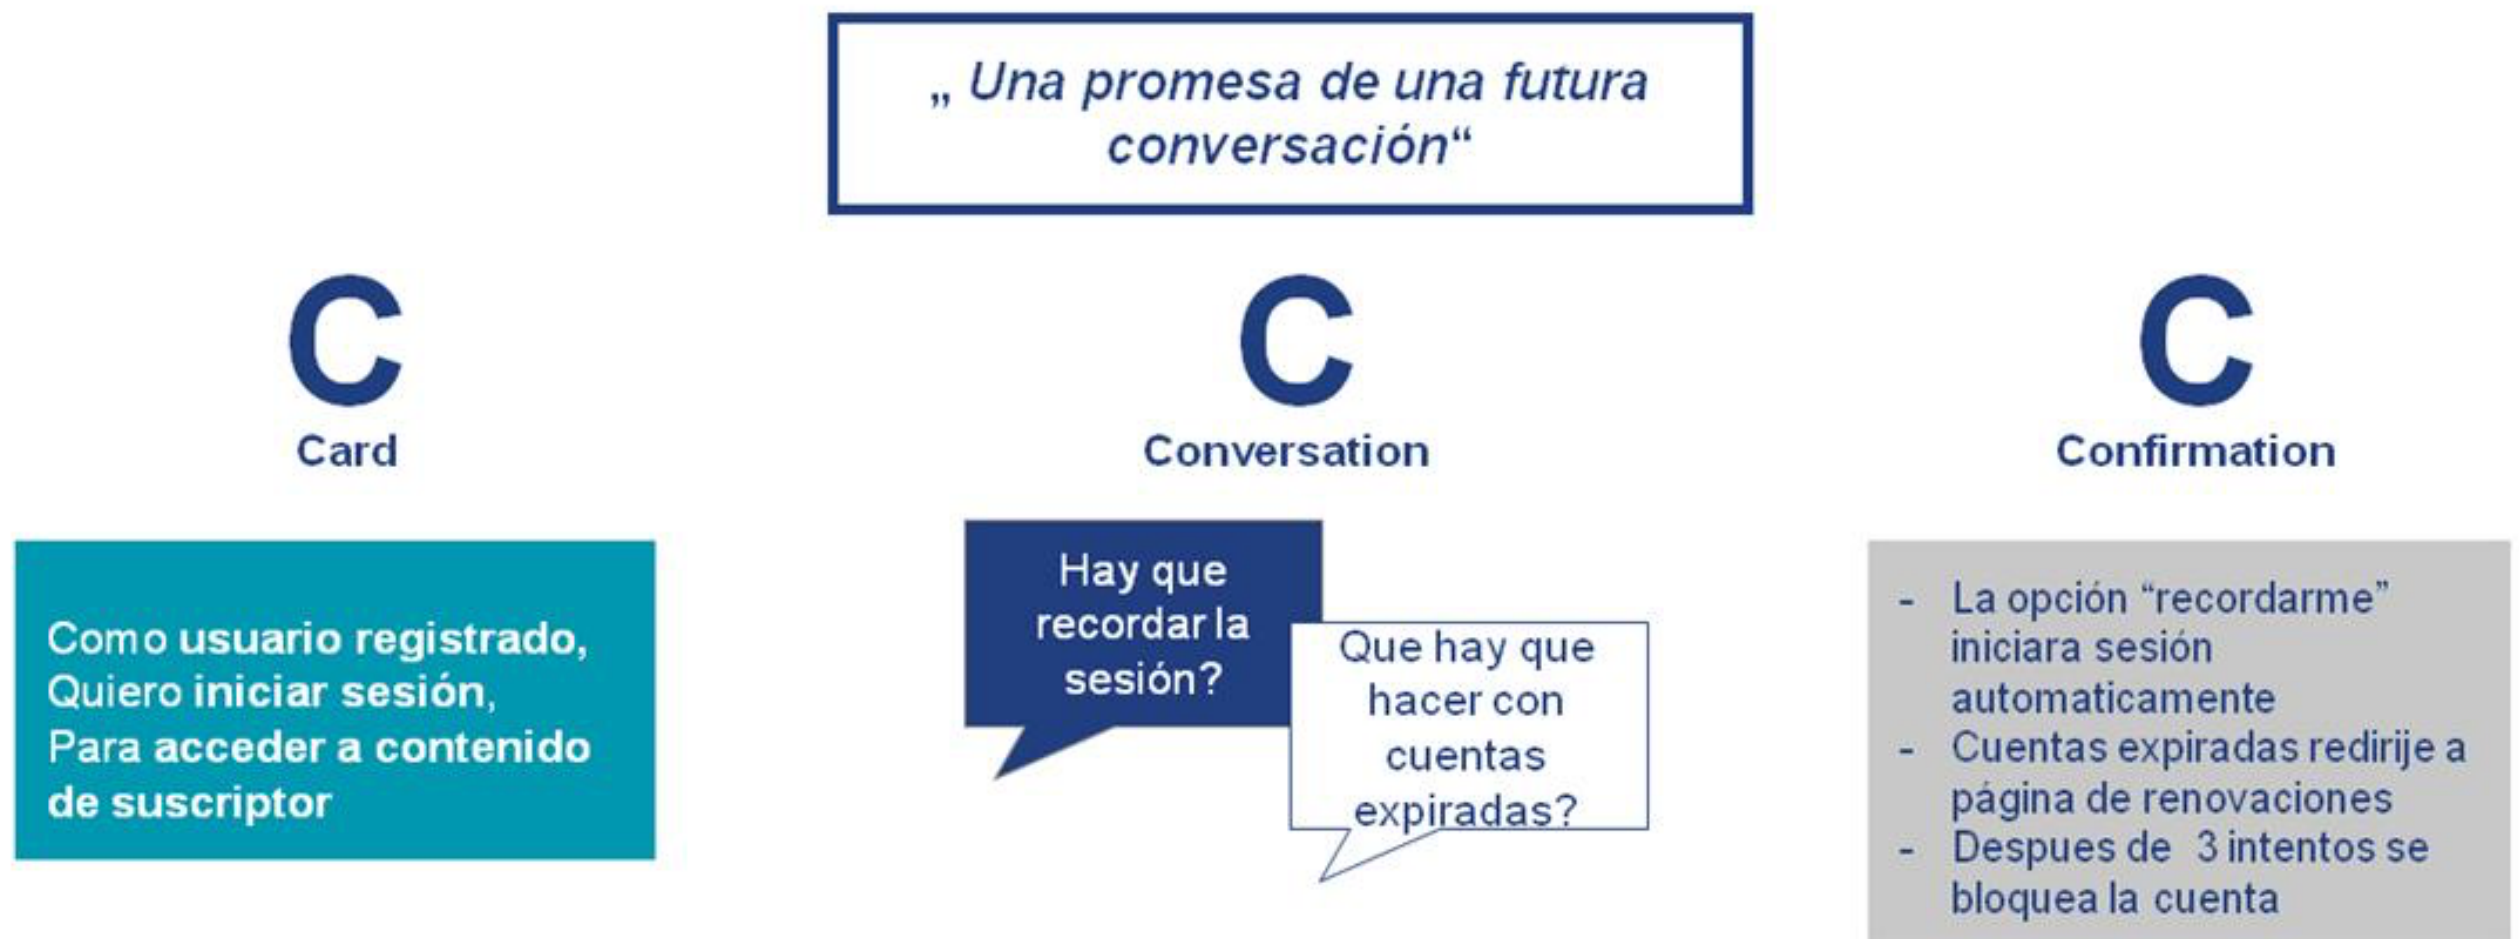 „ Una promesa de una futura
conversación“
C
Card
Como usuario registrado,
Quiero iniciar sesión,
Para acceder a contenido
de suscriptor
C
Conversation
Hay que
recordar la
sesión?
Que hay que
hacer con
cuentas
expiradas?
C
Confirmation
- La opción “recordarme”
iniciara sesión
automaticamente
- Cuentas expiradas redirije a
página de renovaciones
- Despues de 3 intentos se
bloquea la cuenta